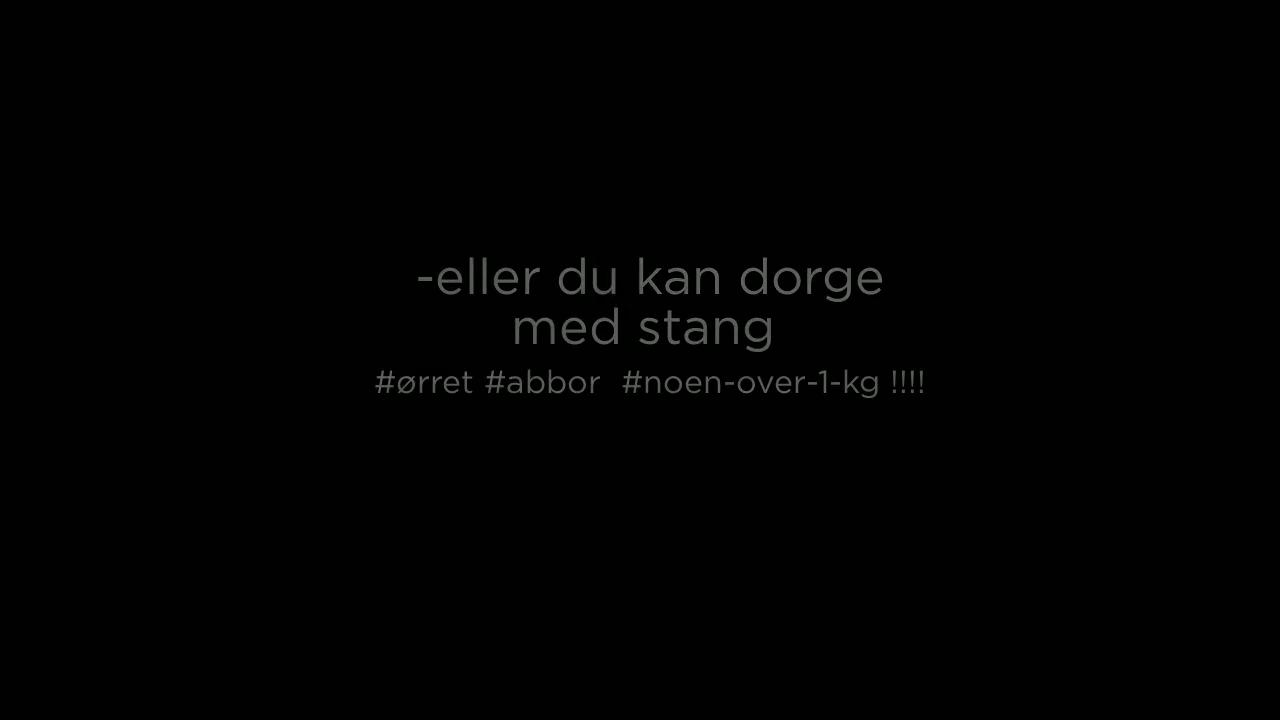 -eller du kan dorge
med stang
#ørret #abbor  #noen-over-1-kg !!!!